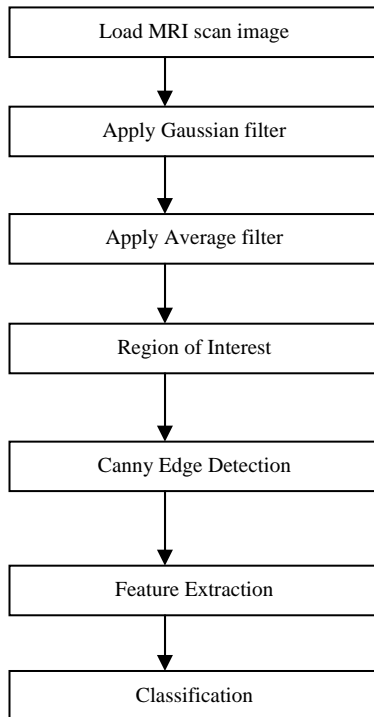 Load MRI scan image
Apply Gaussian filter
Apply Average filter
Region of Interest
Canny Edge Detection
Feature Extraction
Classification